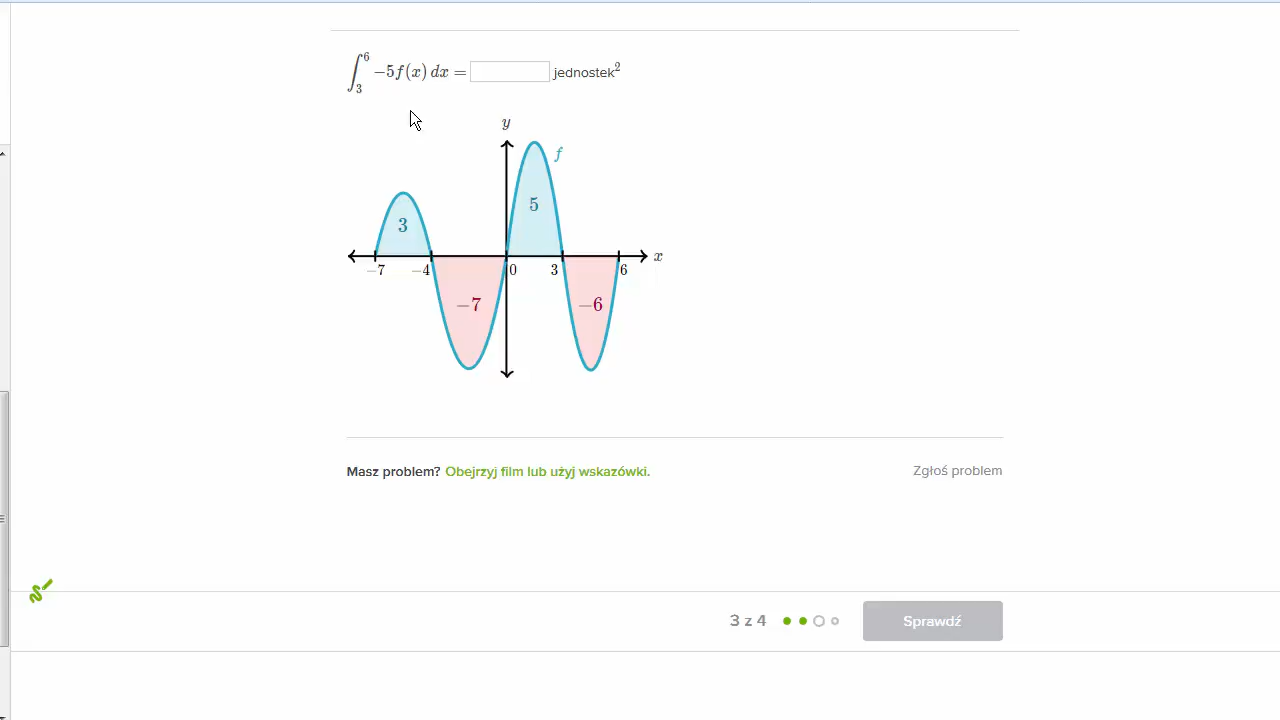 ∫₃⁶ −5f(x) dx = jednostek²
y
f
5
3
−7 −4 0 3 6 x
−7 −6
Masz problem? Obejrzyj film lub użyj wskazówki. Zgłoś problem
3 z 4 Sprawdź